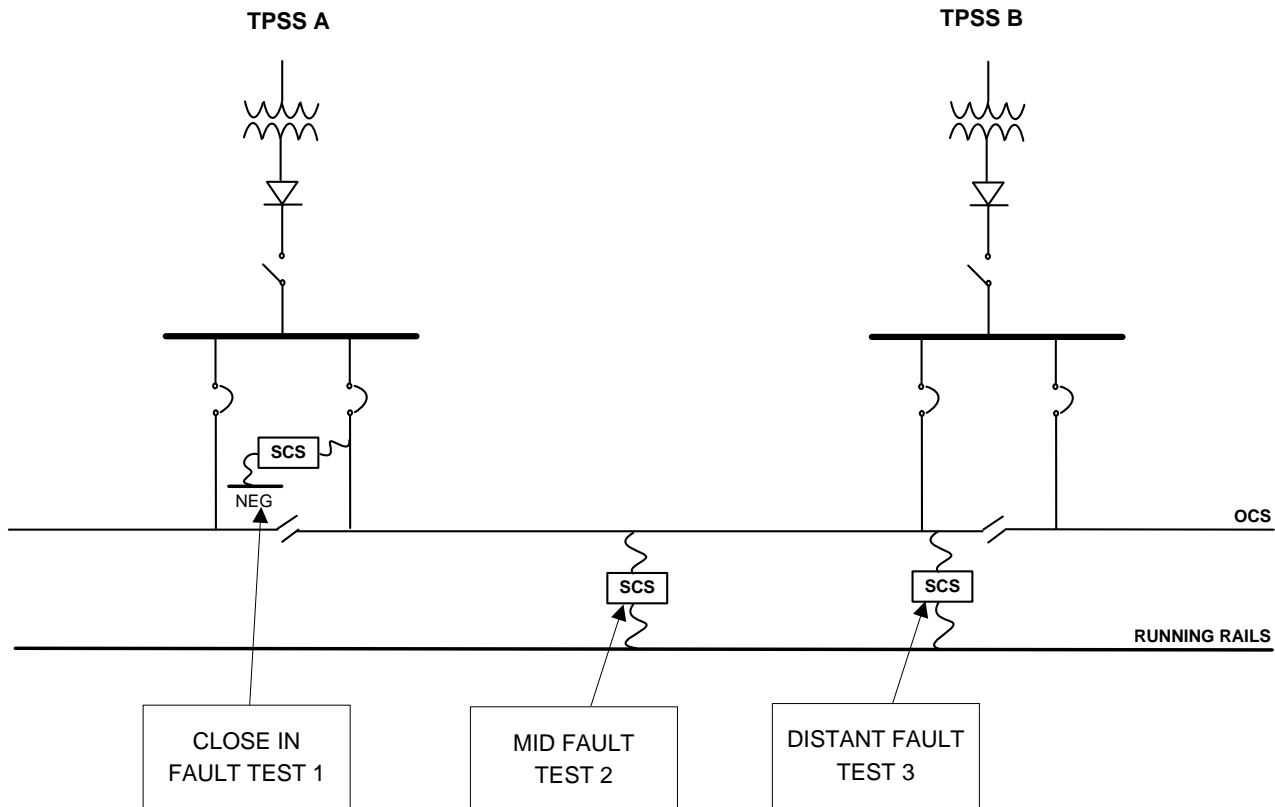 TPSS A
TPSS B
SCS
NEG
OCS
SCS
SCS
RUNNING RAILS
CLOSE IN
FAULT TEST 1
MID FAULT
TEST 2
DISTANT FAULT
TEST 3